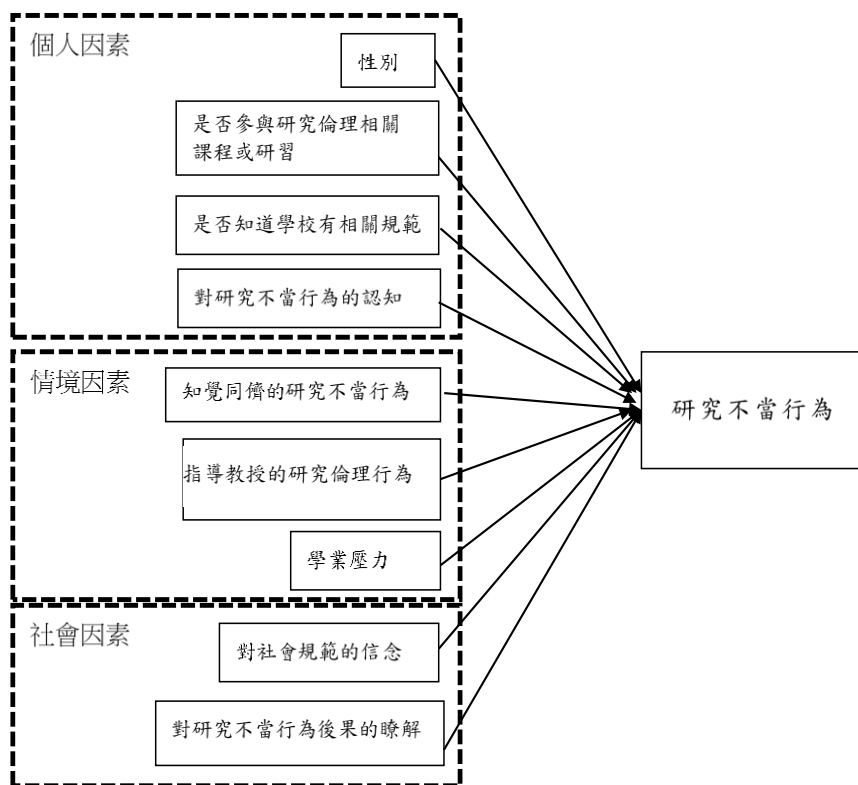 個人因素
性別
是否參與研究倫理相關
課程或研習
是否知道學校有相關規範
對研究不當行為的認知
情境因素
知覺同儕的研究不當行為
研究不當行為
指導教授的研究倫理行為
學業壓力
社會因素
對社會規範的信念
對研究不當行為後果的瞭解